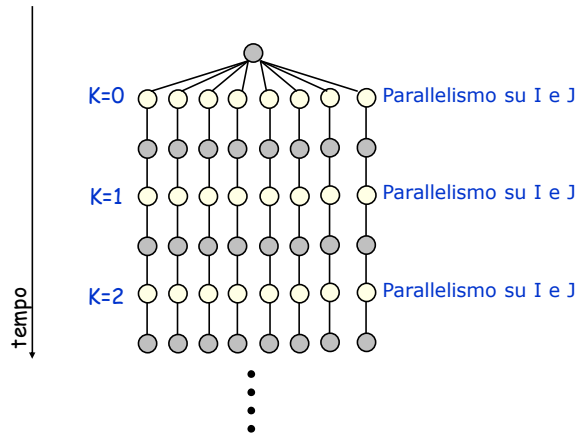 K=0 Parallelismo su I e J
K=1 Parallelismo su I e J
K=2 Parallelismo su I e J
tempo